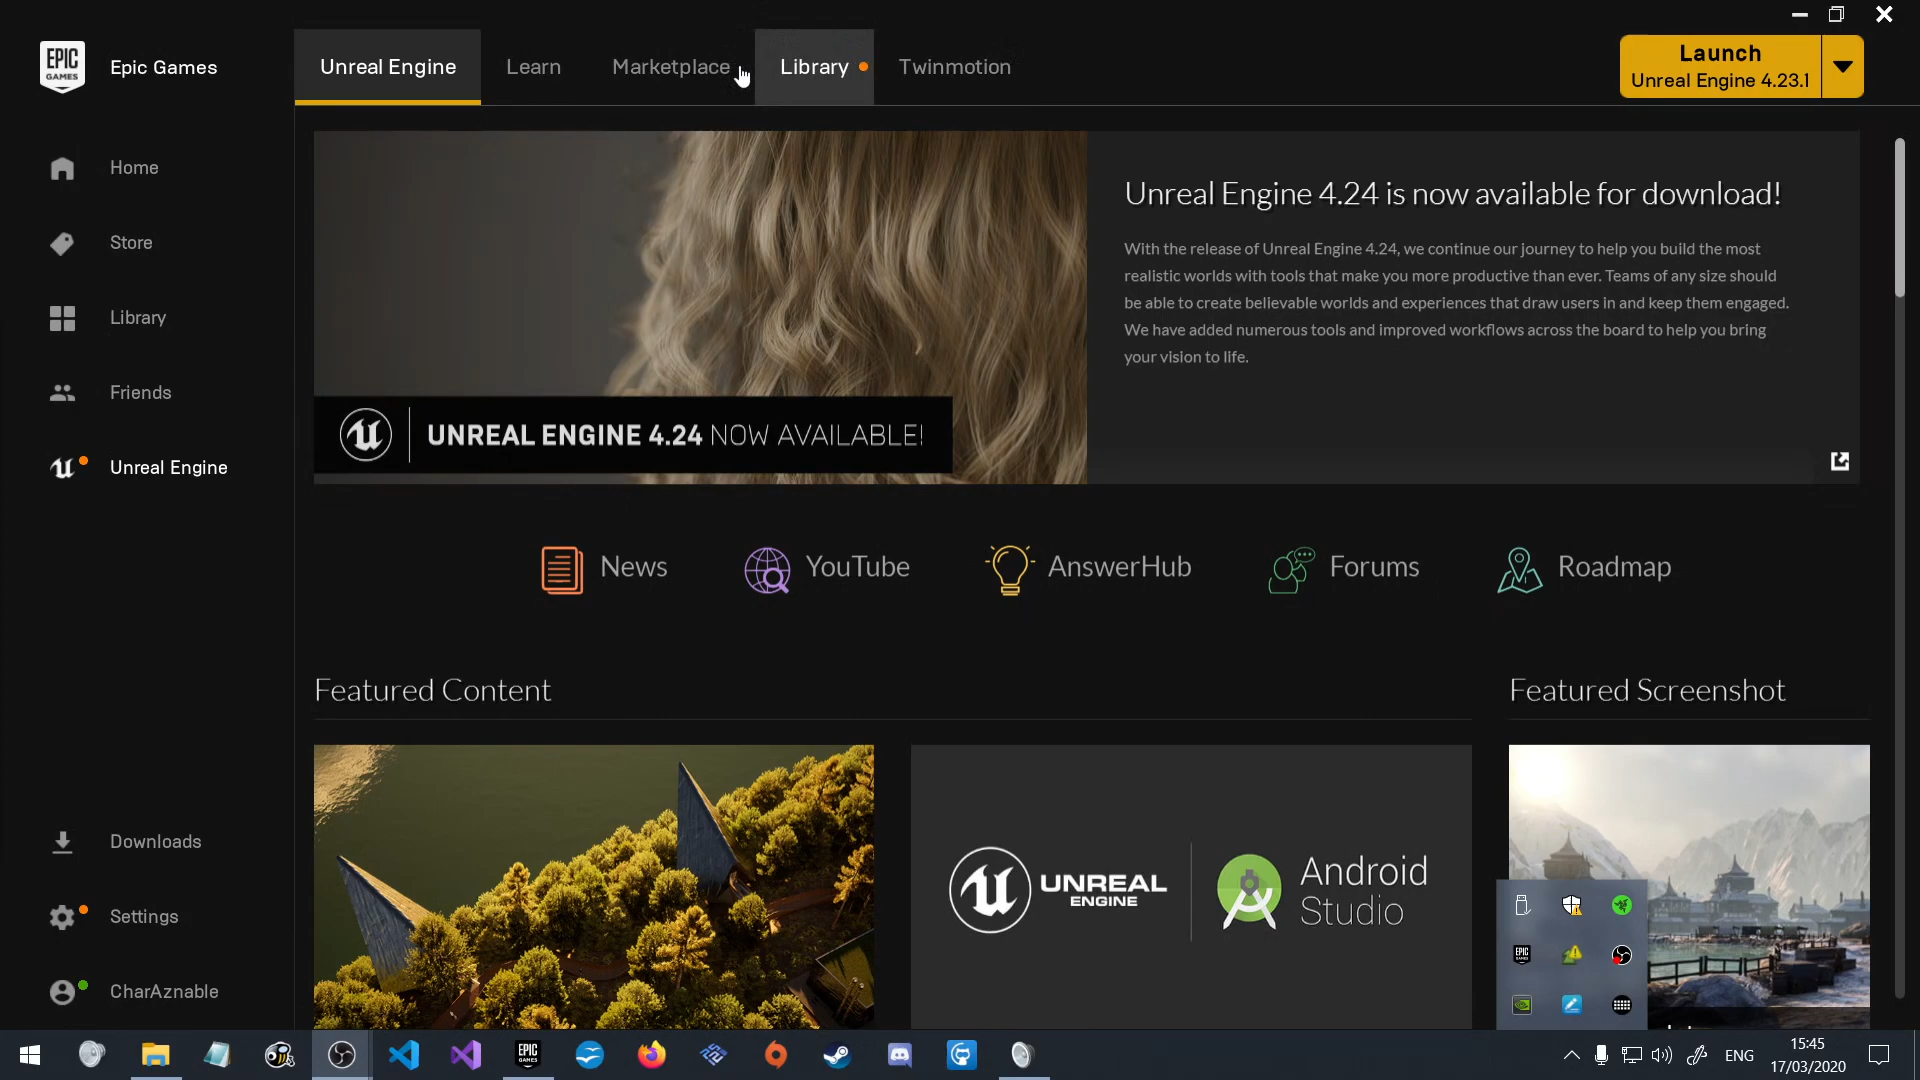 EPIC
GAMES
Epic Games
Unreal Engine
Learn
Marketplace
Library
Twinmotion
Launch
Unreal Engine 4.23.1
Home
Store
Library
Friends
Unreal Engine
Downloads
Settings
CharAznable
UNREAL ENGINE 4.24 NOW AVAILABLE!
Unreal Engine 4.24 is now available for download!
With the release of Unreal Engine 4.24, we continue our journey to help you build the most
realistic worlds with tools that make you more productive than ever. Teams of any size should
be able to create believable worlds and experiences that draw users in and keep them engaged.
We have added numerous tools and improved workflows across the board to help you bring
your vision to life.
News
YouTube
AnswerHub
Forums
Roadmap
Featured Content
Featured Screenshot
UNREAL
ENGINE
Android
Studio
EPIC
GAMES
EPIC
GAMES
ENG
15:45
17/03/2020